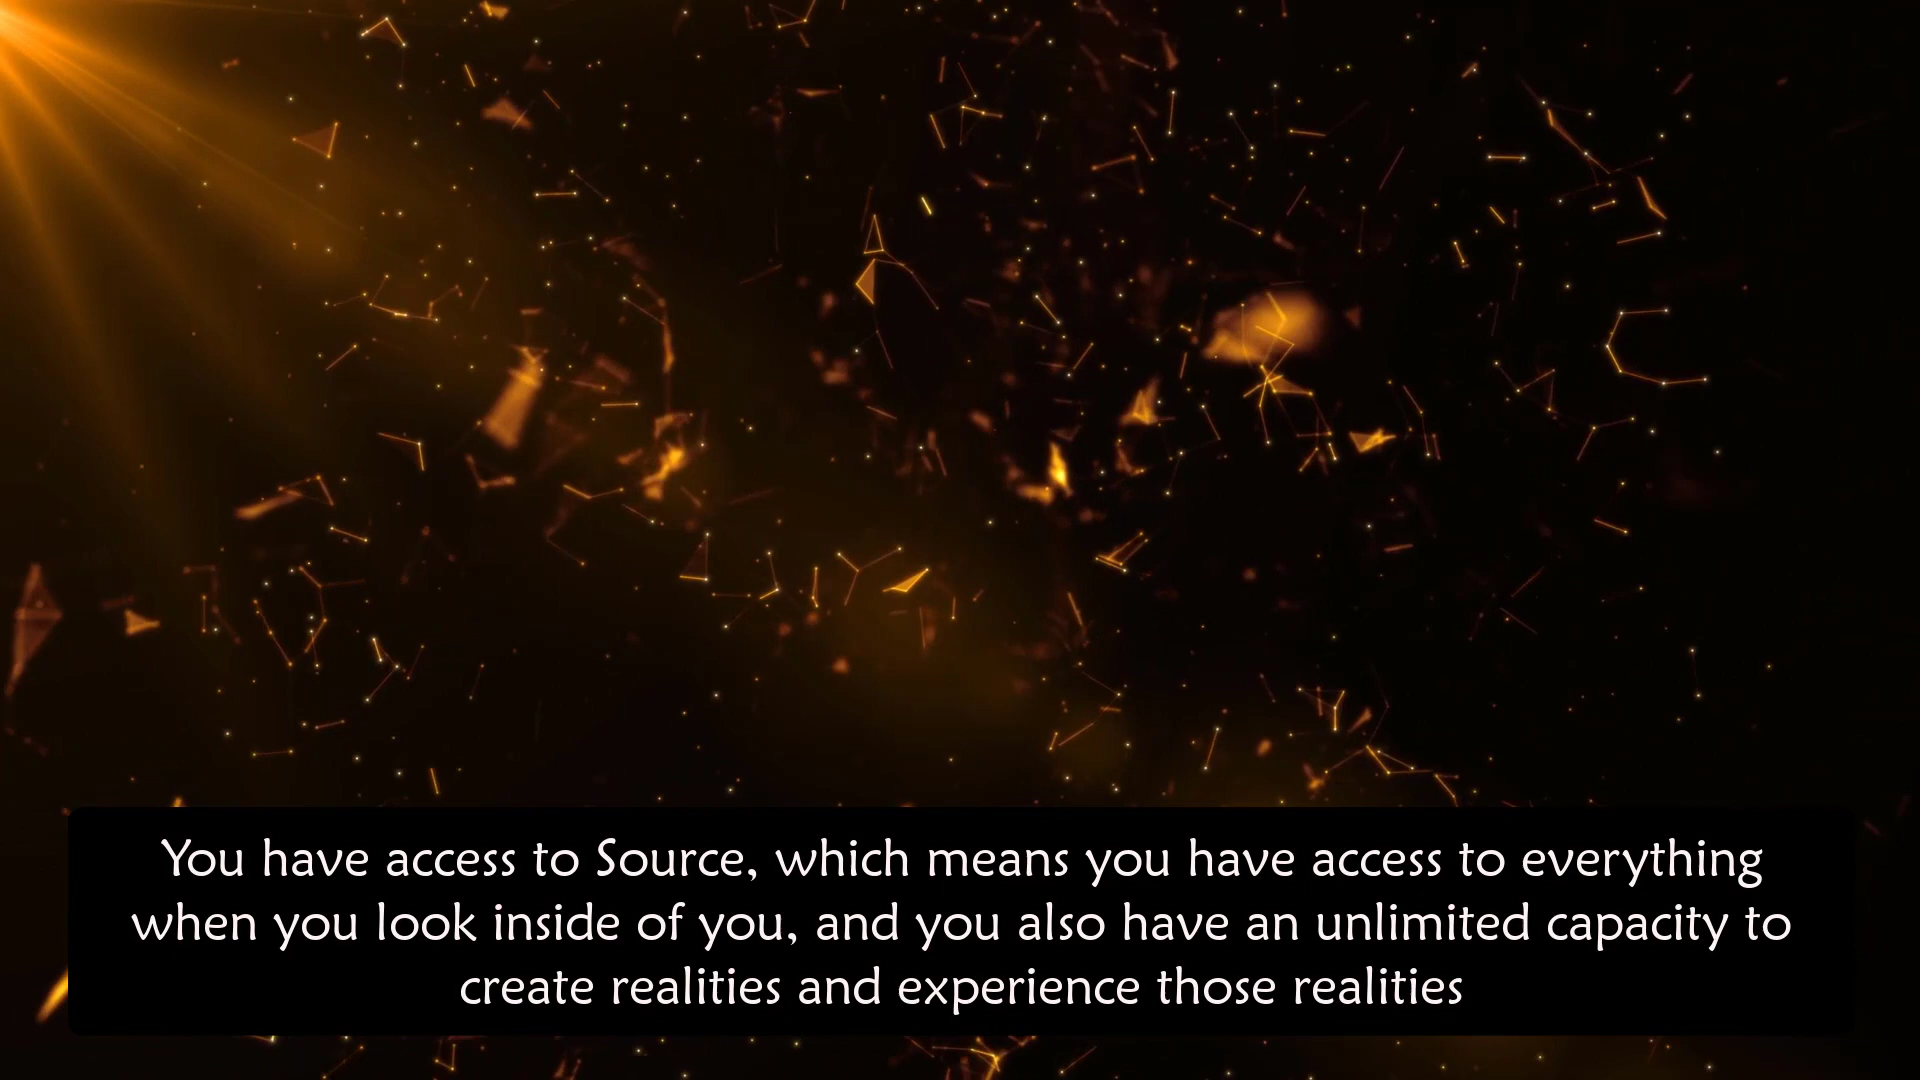 You have access to Source, which means you have access to everything
when you look inside of you, and you also have an unlimited capacity to
create realities and experience those realities